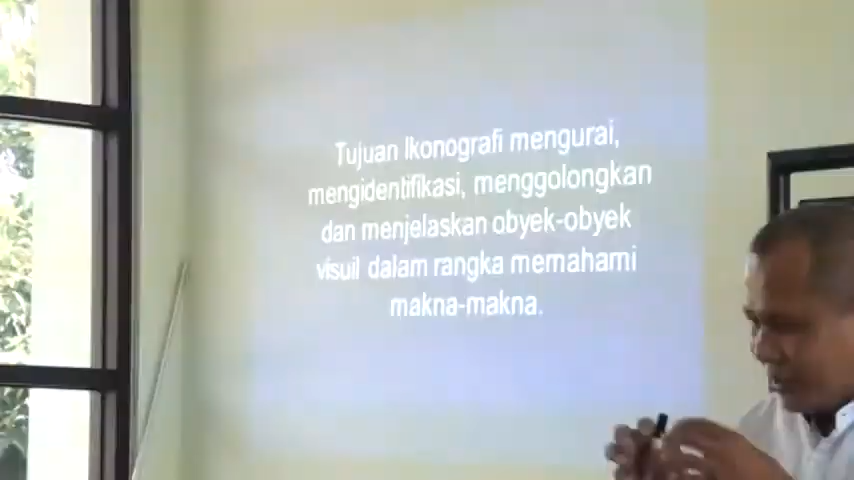 Tujuan Ikonografi mengurai,
mengidentifikasi, menggolongkan
dan menjelaskan obyek-obyek
visuil dalam rangka memahami
makna-makna.